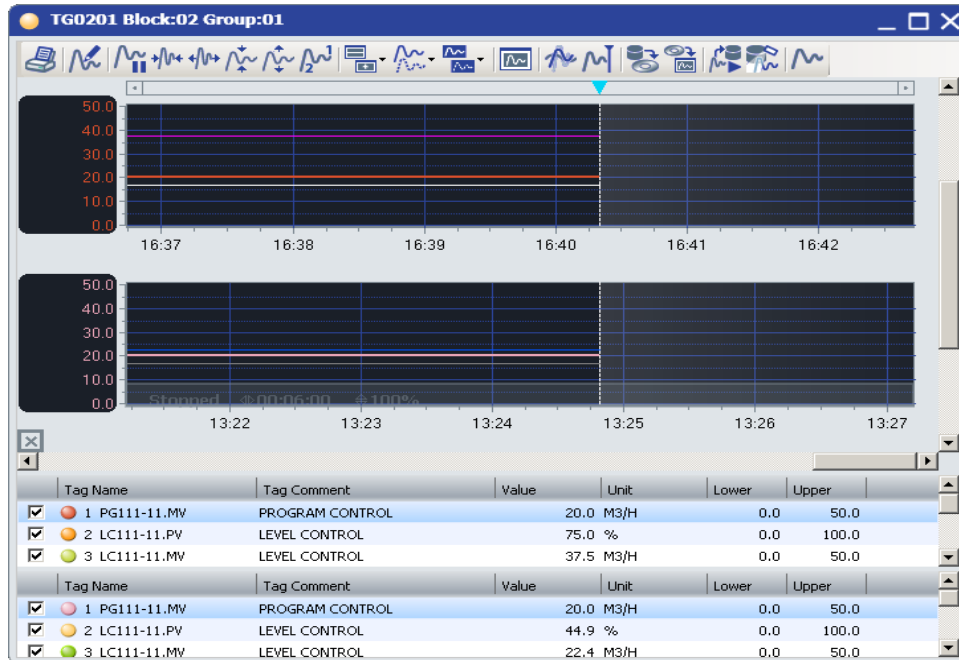 TG0201 Block:02 Group:01
50.0
40.0
30.0
20.0
10.0
0.0
16:37 16:38 16:39 16:40 16:41 16:42
50.0
40.0
30.0
20.0
10.0
0.0
Stopped 00:06:00 100%
13:22 13:23 13:24 13:25 13:26 13:27
Tag Name Tag Comment Value Unit Lower Upper
1 PG111-11.MV PROGRAM CONTROL 20.0 M3/H 0.0 50.0
2 LC111-11.PV LEVEL CONTROL 75.0 % 0.0 100.0
3 LC111-11.MV LEVEL CONTROL 37.5 M3/H 0.0 50.0
Tag Name Tag Comment Value Unit Lower Upper
1 PG111-11.MV PROGRAM CONTROL 20.0 M3/H 0.0 50.0
2 LC111-11.PV LEVEL CONTROL 44.9 % 0.0 100.0
3 LC111-11.MV LEVEL CONTROL 22.4 M3/H 0.0 50.0